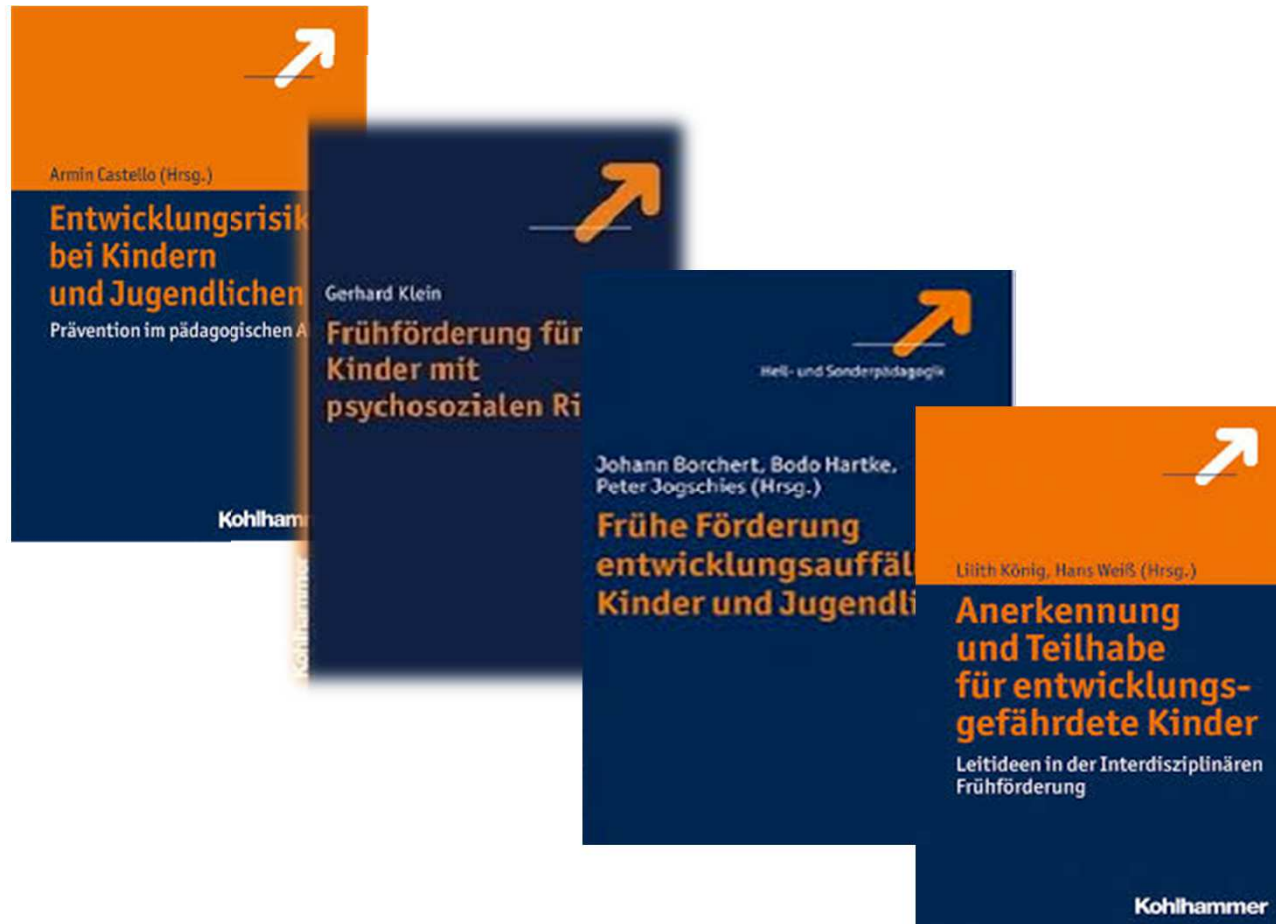 Armin Castello (Hrsg.)
Entwicklungsrisik
bei Kindern
und Jugendlichen
Prävention im pädagogischen A
Kohlhamm
Gerhard Klein
Frühförderung für
Kinder mit
psychosozialen Ri
Kohlhammer
Heil- und Sonderpädagogik
Johann Borchert, Bodo Hartke,
Peter Jogschies (Hrsg.)
Frühe Förderung
entwicklungsauffäl
Kinder und Jugendli
Lilith König, Hans Weiß (Hrsg.)
Anerkennung
und Teilhabe
für entwicklungs-
gefährdete Kinder
Leitideen in der Interdisziplinären
Frühförderung
Kohlhammer